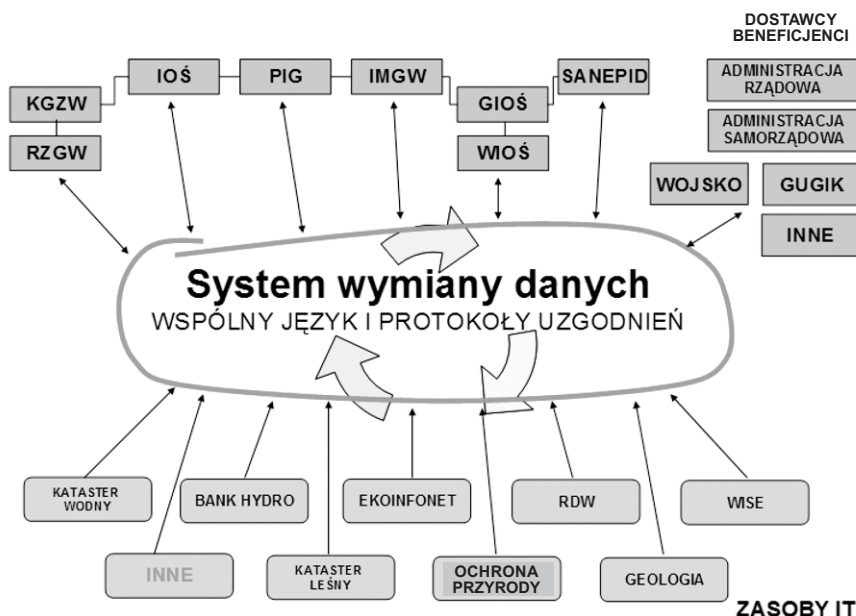 DOSTAWCY
BENEFICJENCI
IOŚ
PIG
IMGW
SANEPID
ADMINISTRACJA
RZĄDOWA
KGZW
GIOŚ
ADMINISTRACJA
SAMORZĄDOWA
RZGW
WIOŚ
WOJSKO
GUGIK
INNE
System wymiany danych
WSPÓLNY JĘZYK I PROTOKOŁY UZGODNIEŃ
KATASTER
WODNY
BANK HYDRO
EKOINFONET
RDW
WISE
INNE
KATASTER
LEŚNY
OCHRONA
PRZYRODY
GEOLOGIA
ZASOBY IT